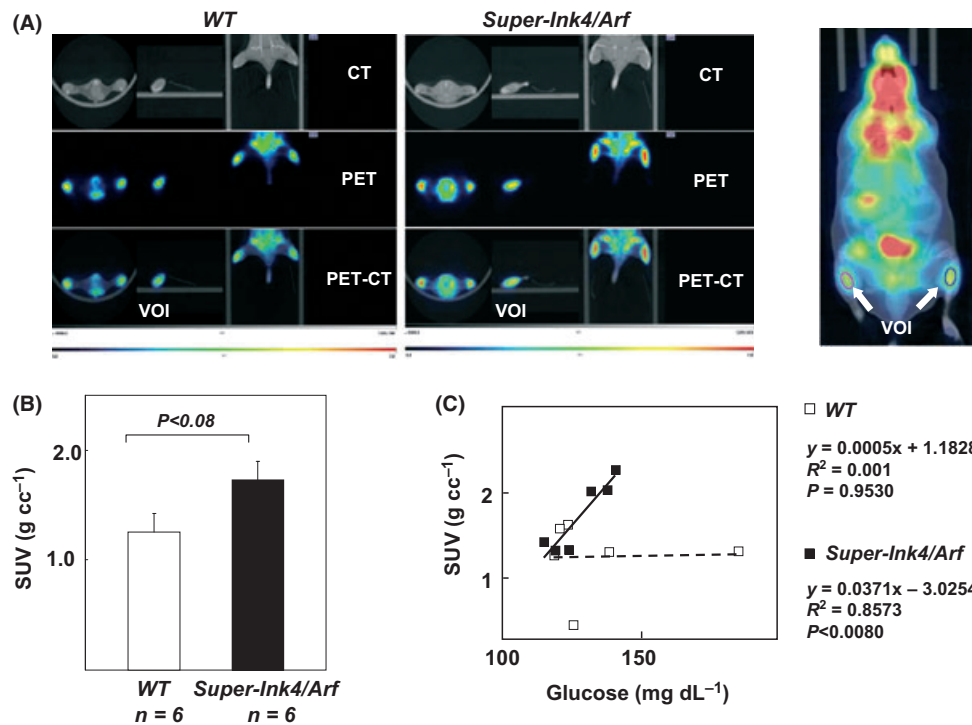 (A)
WT
Super-Ink4/Arf
CT
CT
PET
PET
PET-CT
PET-CT
VOI
VOI
VOI
(B)
P<0.08
2.0
1.0
SUV (g cc⁻¹)
WT
Super-Ink4/Arf
n = 6
n = 6
(C)
SUV (g cc⁻¹)
2
1
100
150
Glucose (mg dL⁻¹)
WT
y = 0.0005x + 1.1828
R² = 0.001
P = 0.9530
Super-Ink4/Arf
y = 0.0371x – 3.0254
R² = 0.8573
P<0.0080